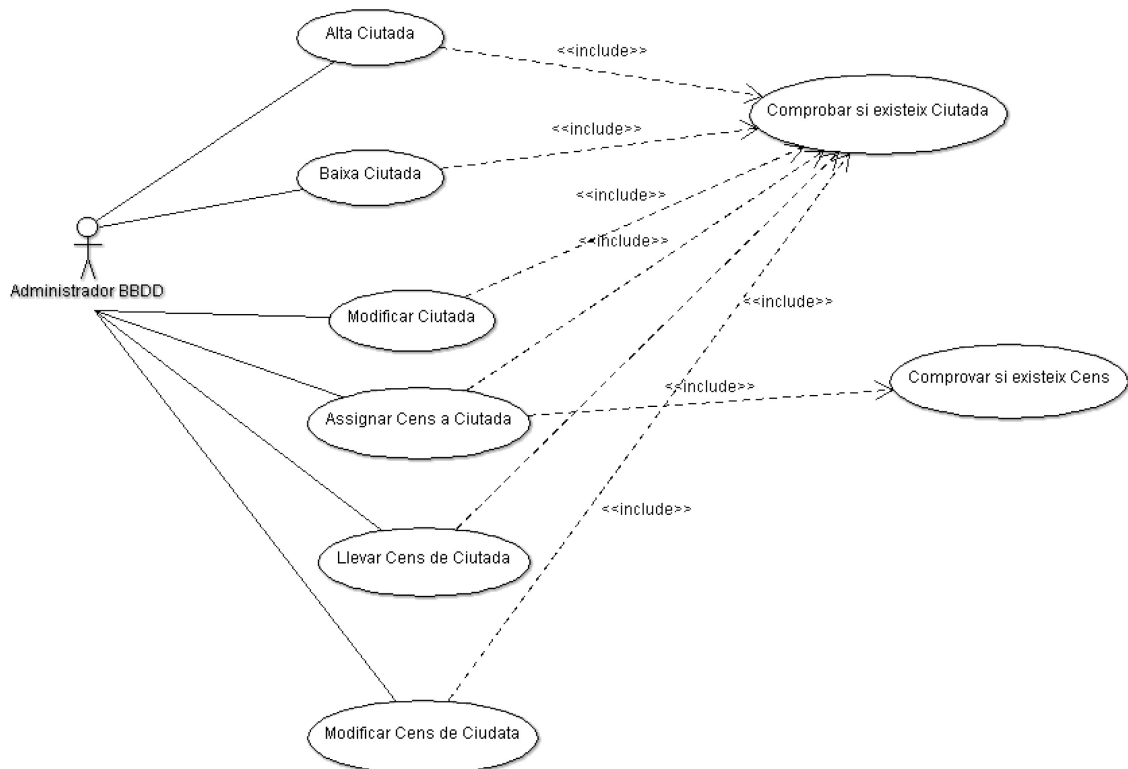 Alta Ciutada
<<include>>
Comprobar si existeix Ciutada
<<include>>
Baixa Ciutada
<<include>>
<<include>>
Administrador BBDD
<<include>>
Modificar Ciutada
Comprovar si existeix Cens
<<include>>
Assignar Cens a Ciutada
<<include>>
Llevar Cens de Ciutada
Modificar Cens de Ciudata